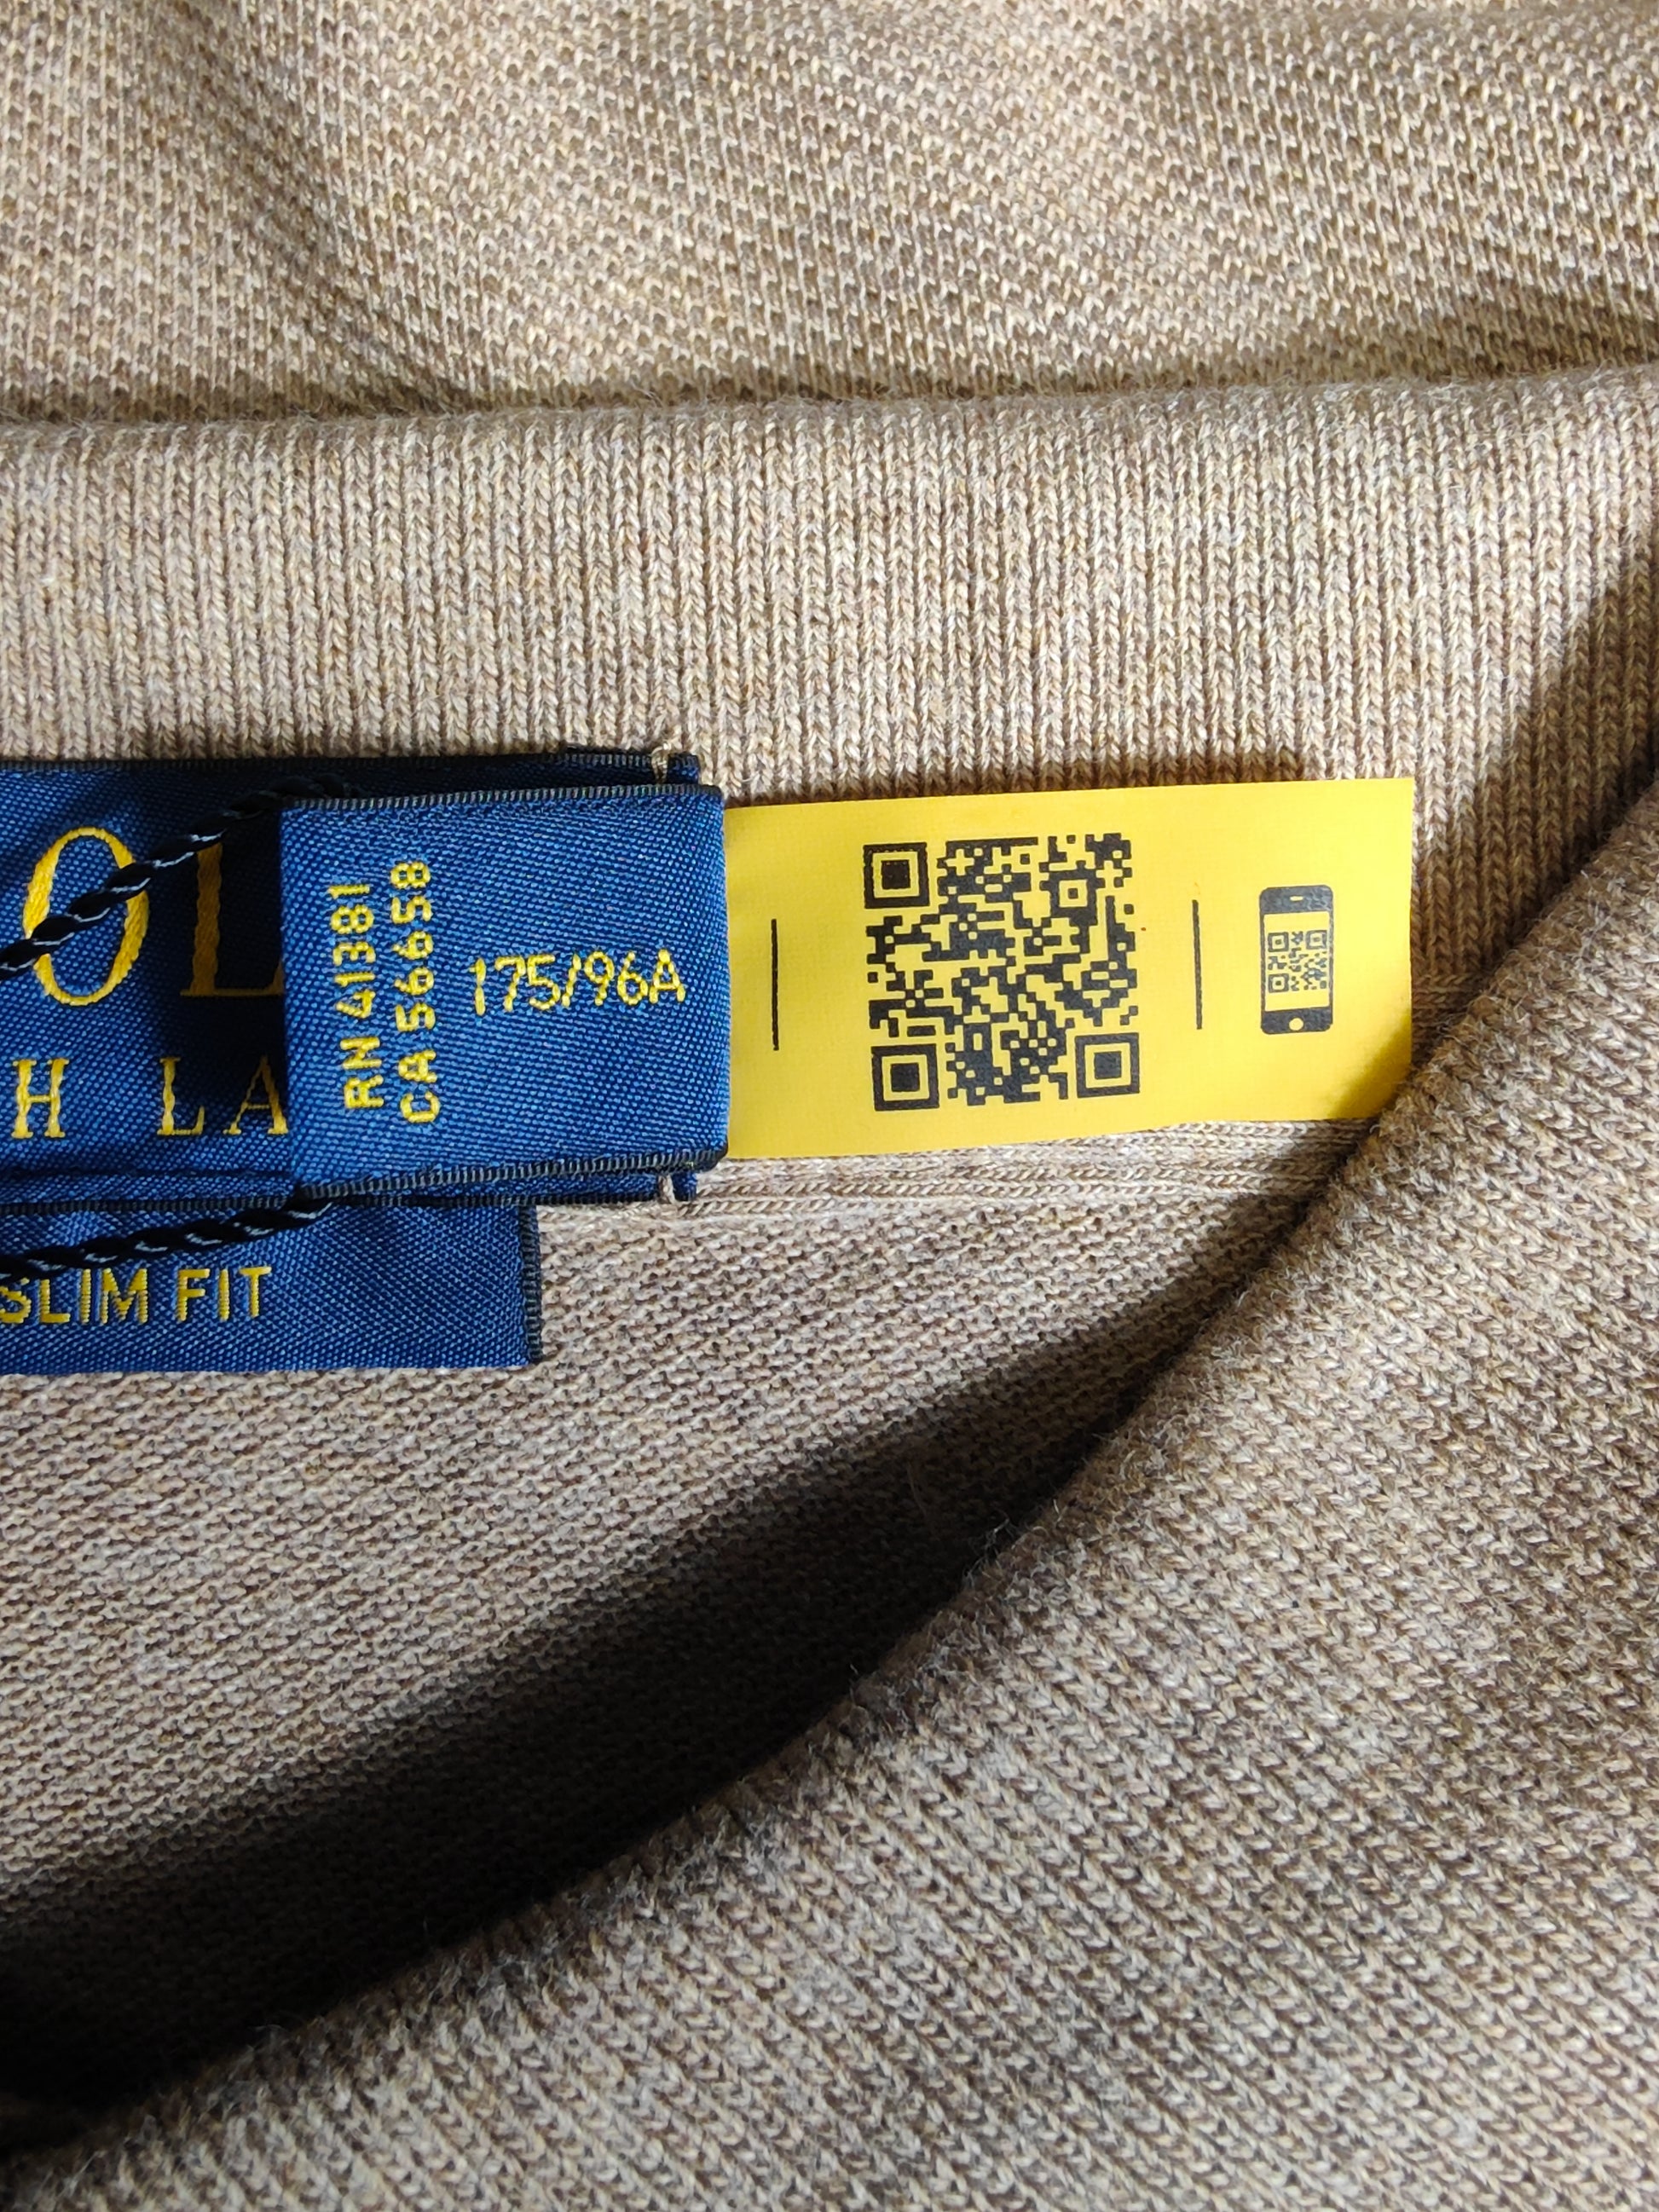 OL
H LA
RN 41381
CA 56658
175/96A
SLIM FIT